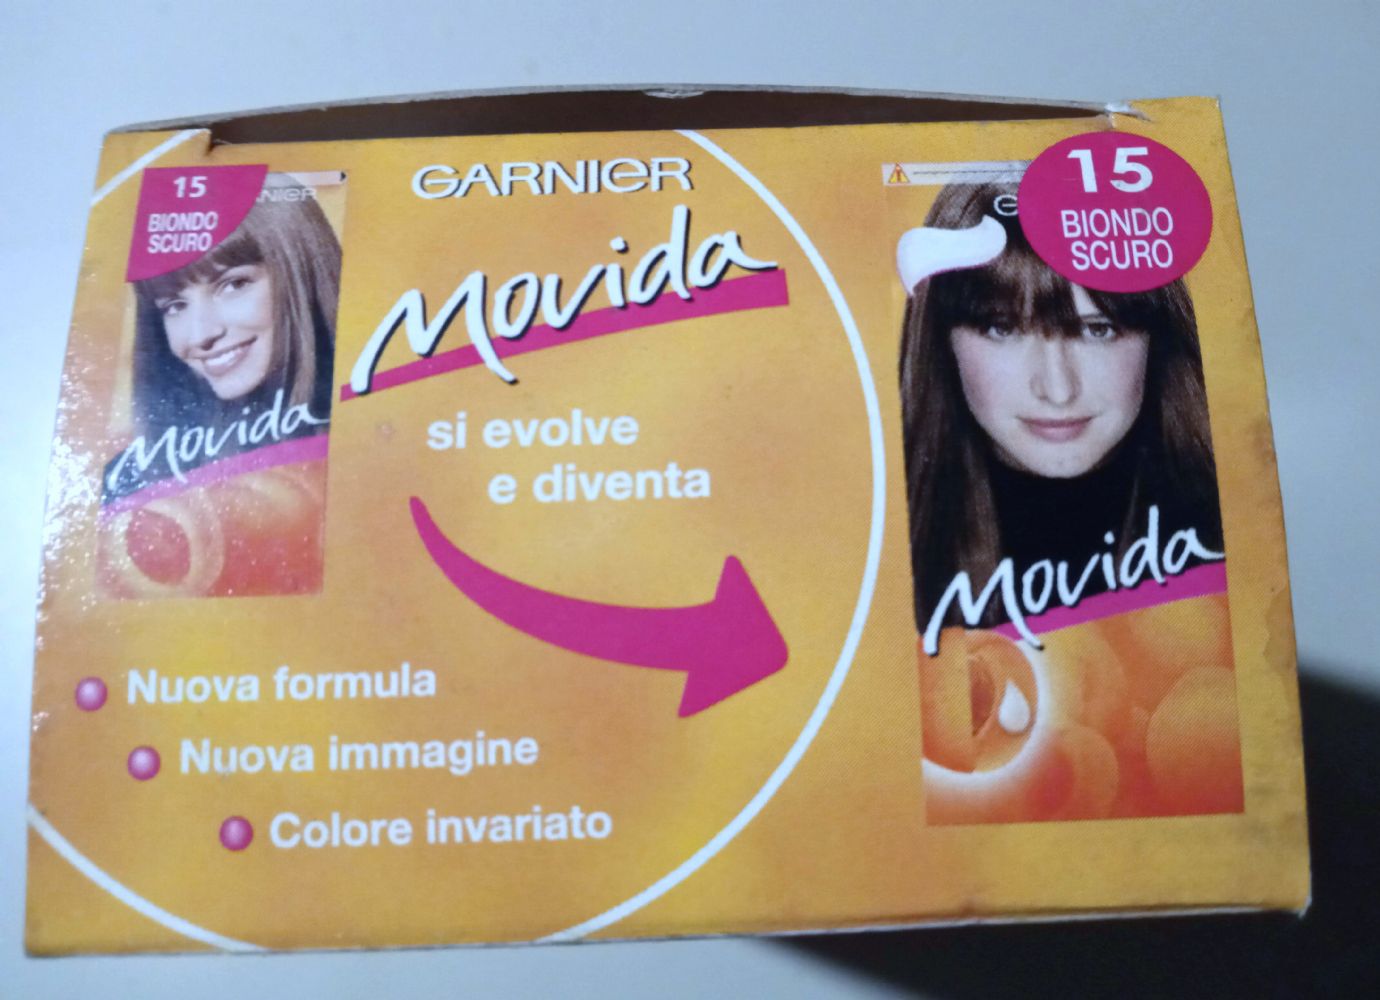 15
BIONDO
SCURO
GARNIER
Movida
GARNIER
Movida
si evolve
e diventa
Nuova formula
Nuova immagine
Colore invariato
15
BIONDO
SCURO
Movida